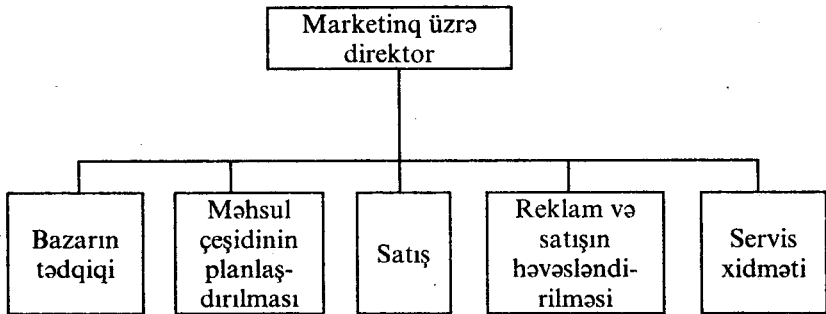 Marketinq üzrə
direktor
Bazarın
tədqiqi
Məhsul
çeşidinin
planlaş-
dırılması
Satış
Reklam və
satışın
həvəsləndi-
rilməsi
Servis
xidməti